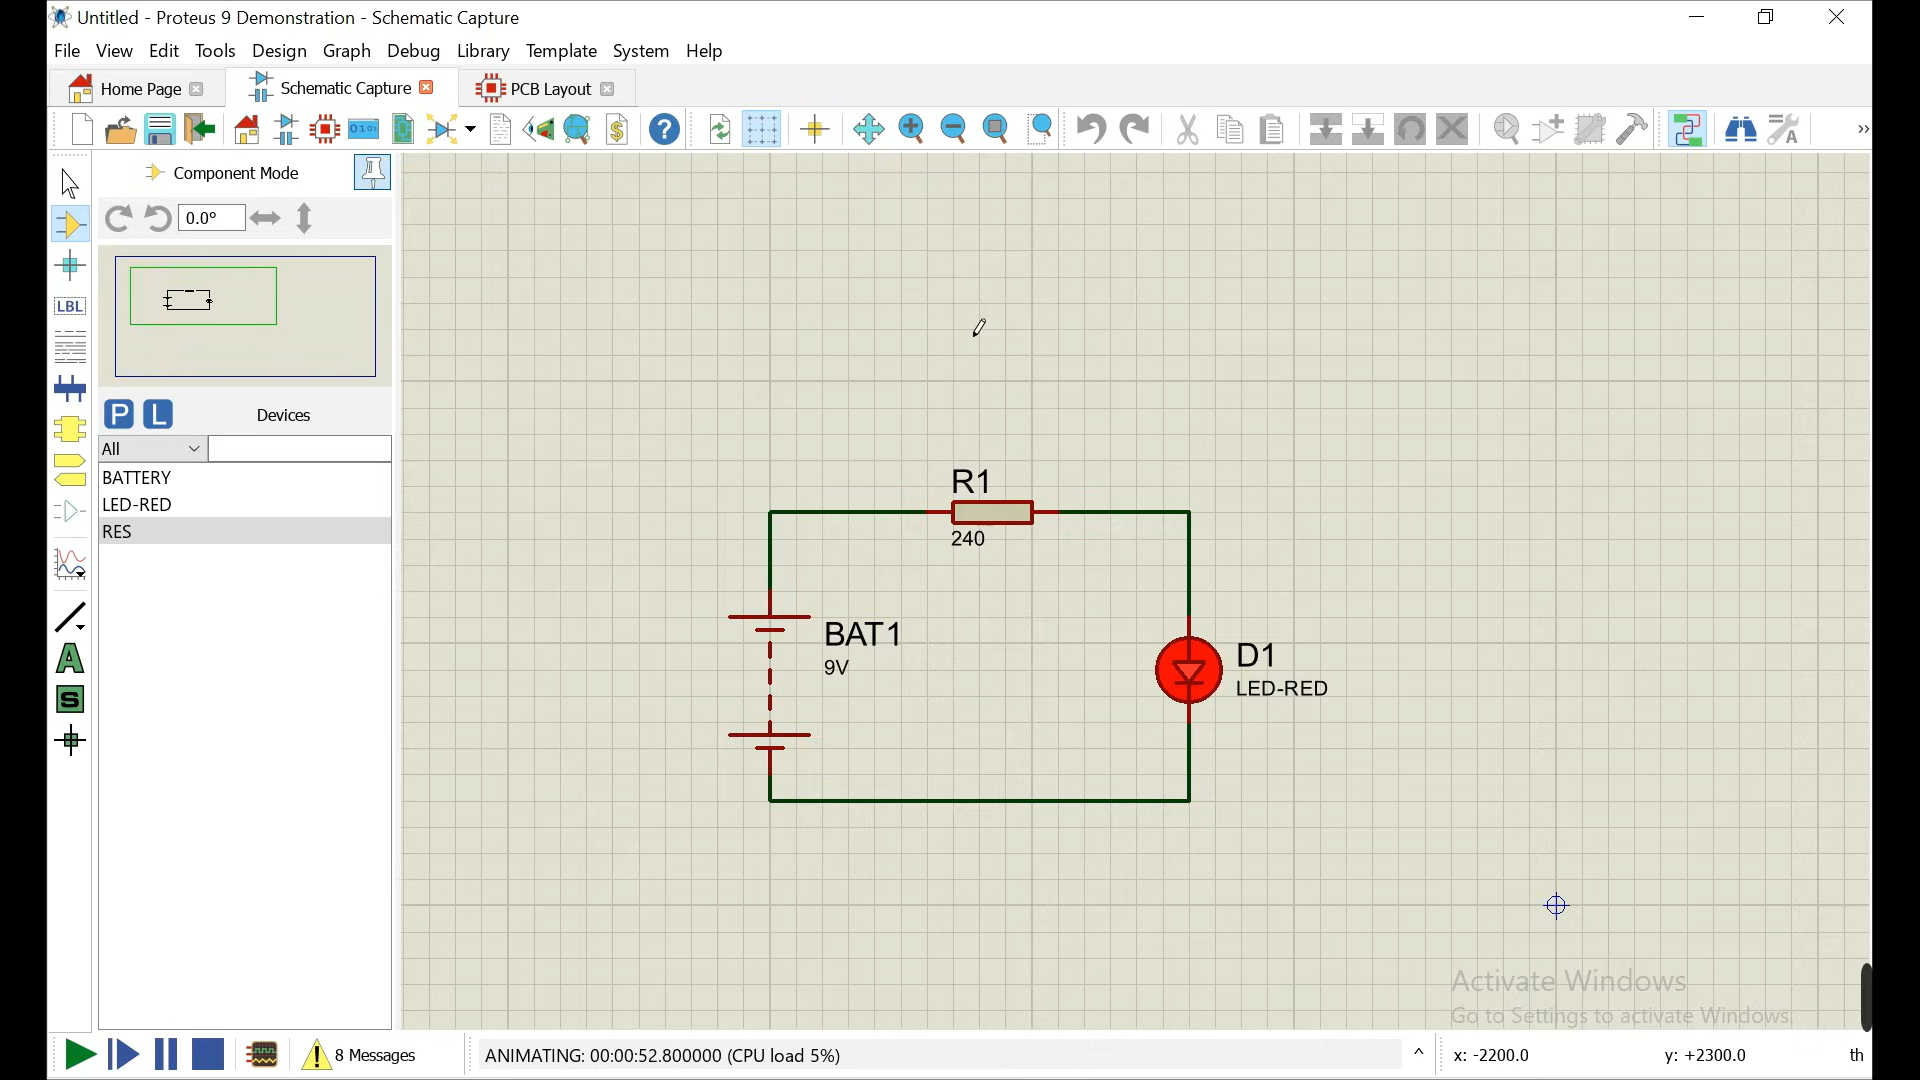 Untitled - Proteus 9 Demonstration - Schematic Capture
File View Edit Tools Design Graph Debug Library Template System Help
Home Page Schematic Capture PCB Layout
0101 $ ? A »
Component Mode
0.0°
LBL
P L Devices
All
BATTERY
LED-RED
RES
A
S
R1
240
BAT1
9V
D1
LED-RED
Activate Windows
Go to Settings to activate Windows.
8 Messages ANIMATING: 00:00:52.800000 (CPU load 5%) ^ x: -2200.0 y: +2300.0 th